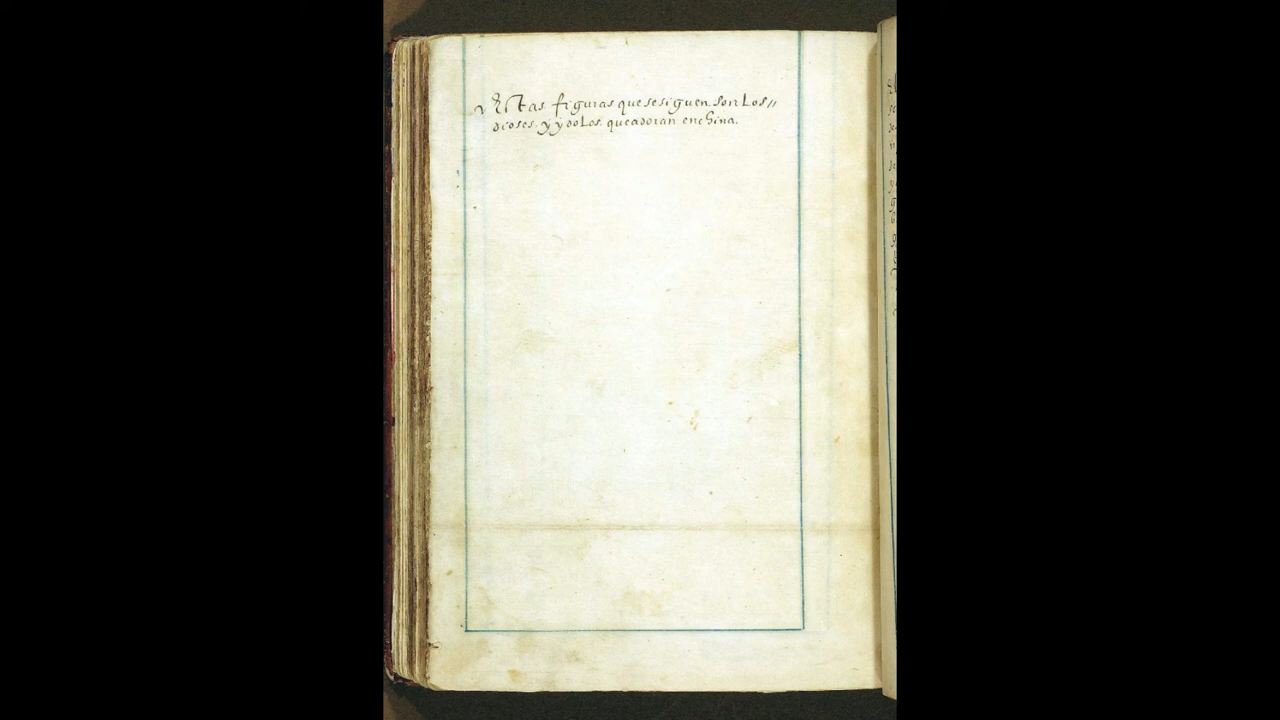 Estas figuras que se siguen son los//
dioses. y ydolos. que adoran en china.